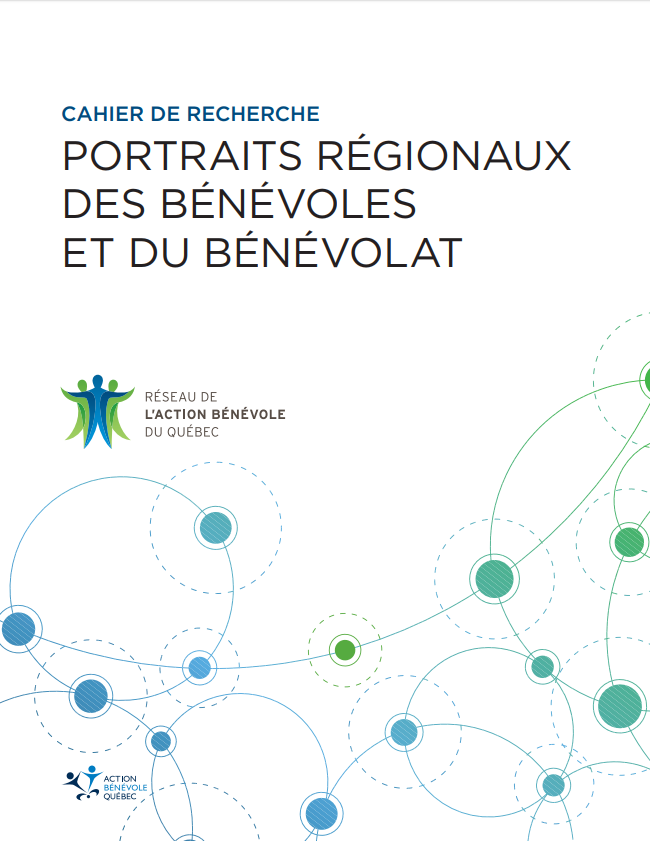 CAHIER DE RECHERCHE
PORTRAITS RÉGIONAUX
DES BÉNÉVOLES
ET DU BÉNÉVOLAT
RÉSEAU DE
L'ACTION BÉNÉVOLE
DU QUÉBEC
ACTION
BÉNÉVOLE
QUÉBEC